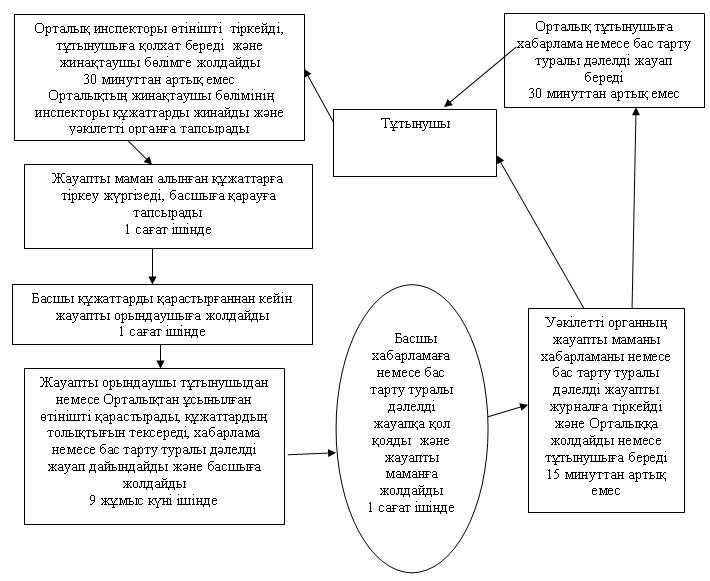 Орталық инспекторы өтінішті тіркейді,
тұтынушыға қолхат береді және
жинақтаушы бөлімге жолдайды
30 минуттан артық емес
Орталықтың жинақтаушы бөлімінің
инспекторы құжаттарды жинайды және
уәкілетті органға тапсырады
Орталық тұтынушыға
хабарлама немесе бас тарту
туралы дәлелді жауап
береді
30 минуттан артық емес
Тұтынушы
Жауапты маман алынған құжаттарға
тіркеу жүргізеді, басшыға қарауға
тапсырады
1 сағат ішінде
Басшы құжаттарды қарастырғаннан кейін
жауапты орындаушыға жолдайды
1 сағат ішінде
Жауапты орындаушы тұтынушыдан
немесе Орталықтан ұсынылған
өтінішті қарастырады, құжаттардың
толықтығын тексереді, хабарлама
немесе бас тарту туралы дәлелді
жауап дайындайды және басшыға
жолдайды
9 жұмыс күні ішінде
Басшы
хабарламаға
немесе бас
тарту туралы
дәлелді
жауапқа қол
қояды және
жауапты
маманға
жолдайды
1 сағат ішінде
Уәкілетті органның
жауапты маманы
хабарламаны немесе
бас тарту туралы
дәлелді жауапты
журналға тіркейді
және Орталыққа
жолдайды немесе
тұтынушыға береді
15 минуттан артық
емес